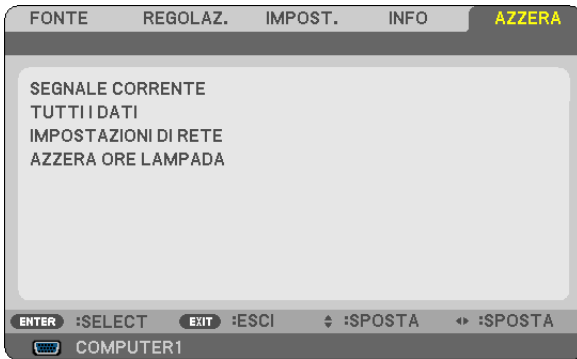 FONTE REGOLAZ. IMPOST. INFO AZZERA
SEGNALE CORRENTE
TUTTI I DATI
IMPOSTAZIONI DI RETE
AZZERA ORE LAMPADA
ENTER :SELECT EXIT :ESCI :SPOSTA :SPOSTA
COMPUTER1